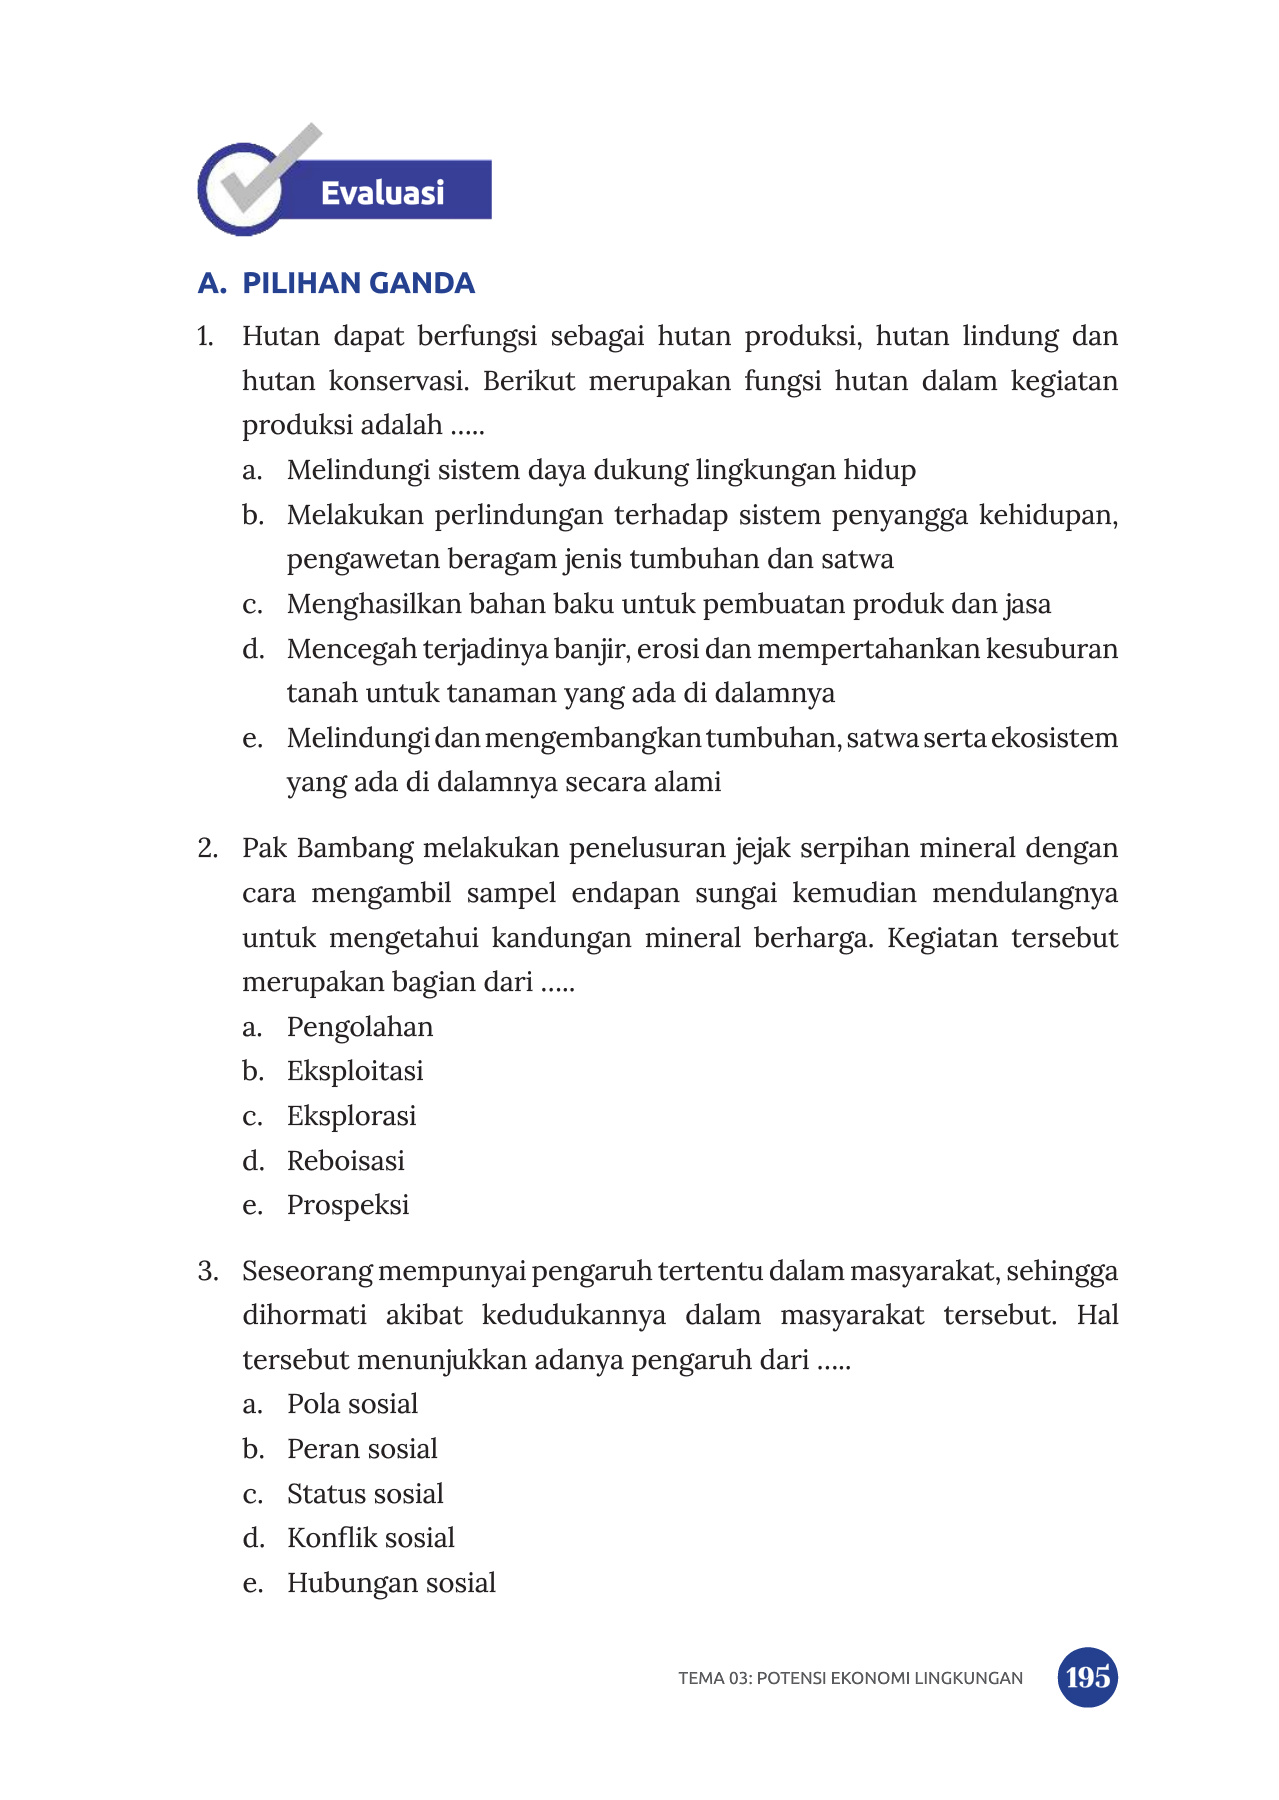 Evaluasi
A. PILIHAN GANDA
1. Hutan dapat berfungsi sebagai hutan produksi, hutan lindung dan
hutan konservasi. Berikut merupakan fungsi hutan dalam kegiatan
produksi adalah .....
a. Melindungi sistem daya dukung lingkungan hidup
b. Melakukan perlindungan terhadap sistem penyangga kehidupan,
pengawetan beragam jenis tumbuhan dan satwa
c. Menghasilkan bahan baku untuk pembuatan produk dan jasa
d. Mencegah terjadinya banjir, erosi dan mempertahankan kesuburan
tanah untuk tanaman yang ada di dalamnya
e. Melindungi dan mengembangkan tumbuhan, satwa serta ekosistem
yang ada di dalamnya secara alami
2. Pak Bambang melakukan penelusuran jejak serpihan mineral dengan
cara mengambil sampel endapan sungai kemudian mendulangnya
untuk mengetahui kandungan mineral berharga. Kegiatan tersebut
merupakan bagian dari .....
a. Pengolahan
b. Eksploitasi
c. Eksplorasi
d. Reboisasi
e. Prospeksi
3. Seseorang mempunyai pengaruh tertentu dalam masyarakat, sehingga
dihormati akibat kedudukannya dalam masyarakat tersebut. Hal
tersebut menunjukkan adanya pengaruh dari .....
a. Pola sosial
b. Peran sosial
c. Status sosial
d. Konflik sosial
e. Hubungan sosial
TEMA 03: POTENSI EKONOMI LINGKUNGAN 195